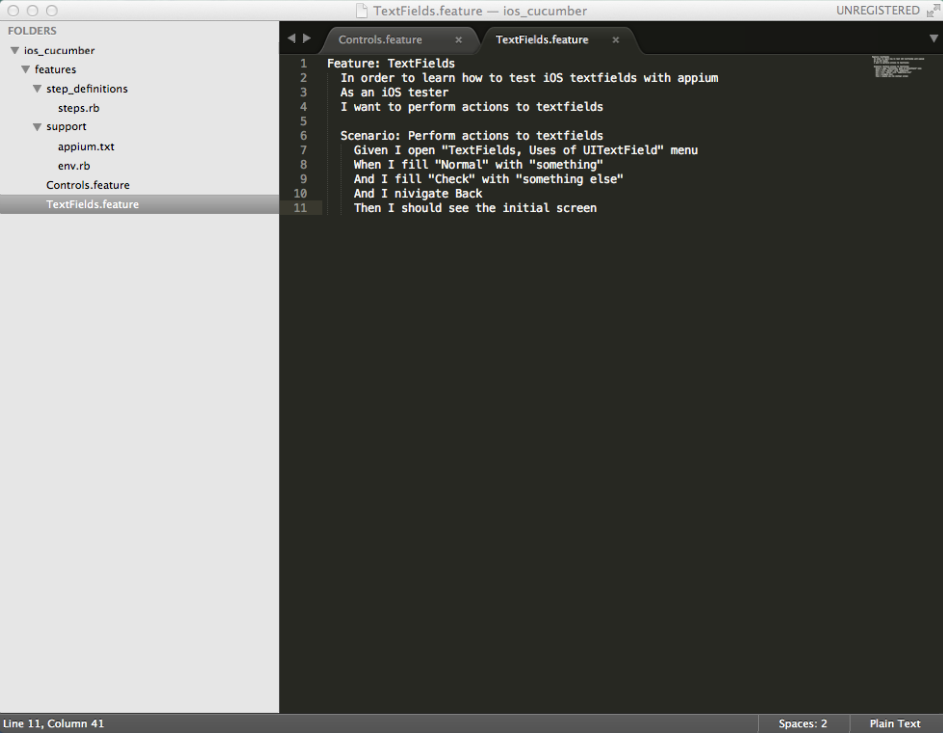 TextFields.feature — ios_cucumber
UNREGISTERED
FOLDERS
ios_cucumber
features
step_definitions
steps.rb
support
appium.txt
env.rb
Controls.feature
TextFields.feature
Controls.feature ×
TextFields.feature ×
1 Feature: TextFields
2 In order to learn how to test iOS textfields with appium
3 As an iOS tester
4 I want to perform actions to textfields
5
6 Scenario: Perform actions to textfields
7 Given I open "TextFields, Uses of UITextField" menu
8 When I fill "Normal" with "something"
9 And I fill "Check" with "something else"
10 And I nivigate Back
11 Then I should see the initial screen
Line 11, Column 41
Spaces: 2
Plain Text